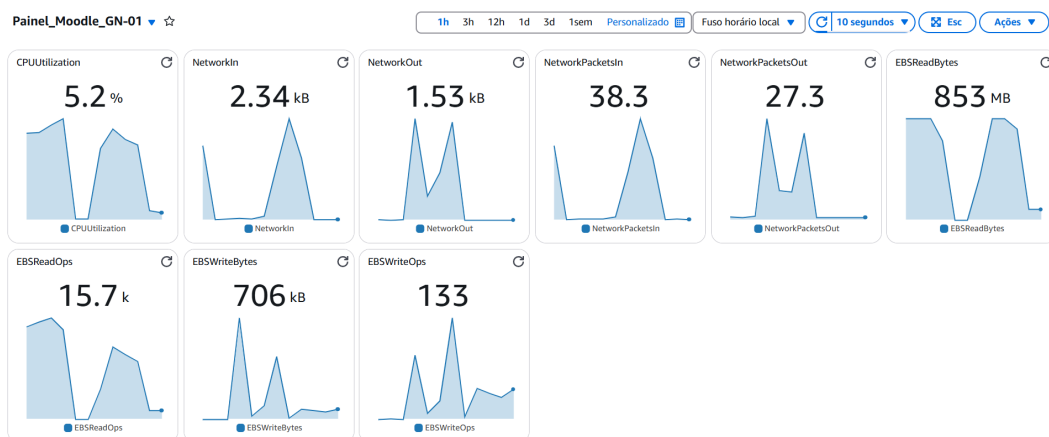 Painel_Moodle_GN-01
1h 3h 12h 1d 3d 1sem Personalizado
Fuso horário local
10 segundos
Esc
Ações
CPUUtilization
5.2 %
CPUUtilization
NetworkIn
2.34 kB
NetworkIn
NetworkOut
1.53 kB
NetworkOut
NetworkPacketsIn
38.3
NetworkPacketsIn
NetworkPacketsOut
27.3
NetworkPacketsOut
EBSReadBytes
853 MB
EBSReadBytes
EBSReadOps
15.7 k
EBSReadOps
EBSWriteBytes
706 kB
EBSWriteBytes
EBSWriteOps
133
EBSWriteOps